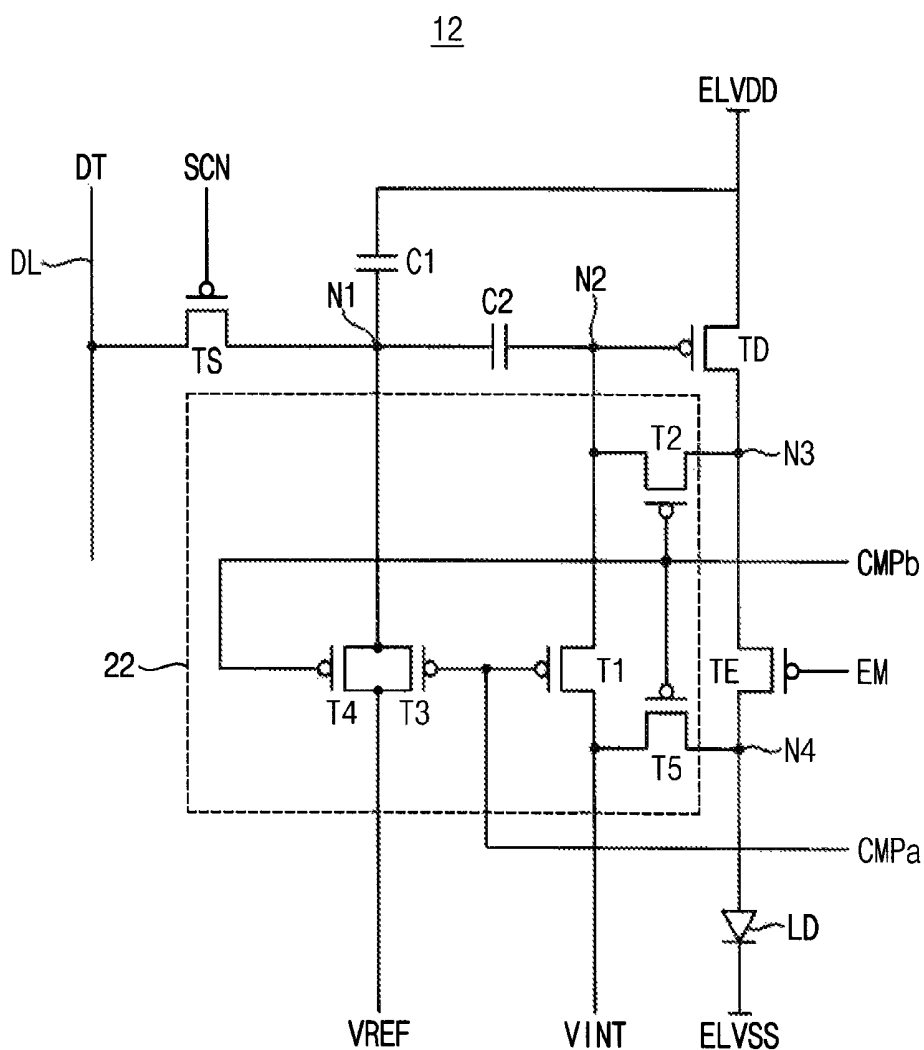 12
ELVDD
DT
SCN
DL
C1
N1
C2
N2
TS
TD
T2
N3
CMPb
22
T4
T3
T1
TE
EM
T5
N4
CMPa
LD
VREF
VINT
ELVSS